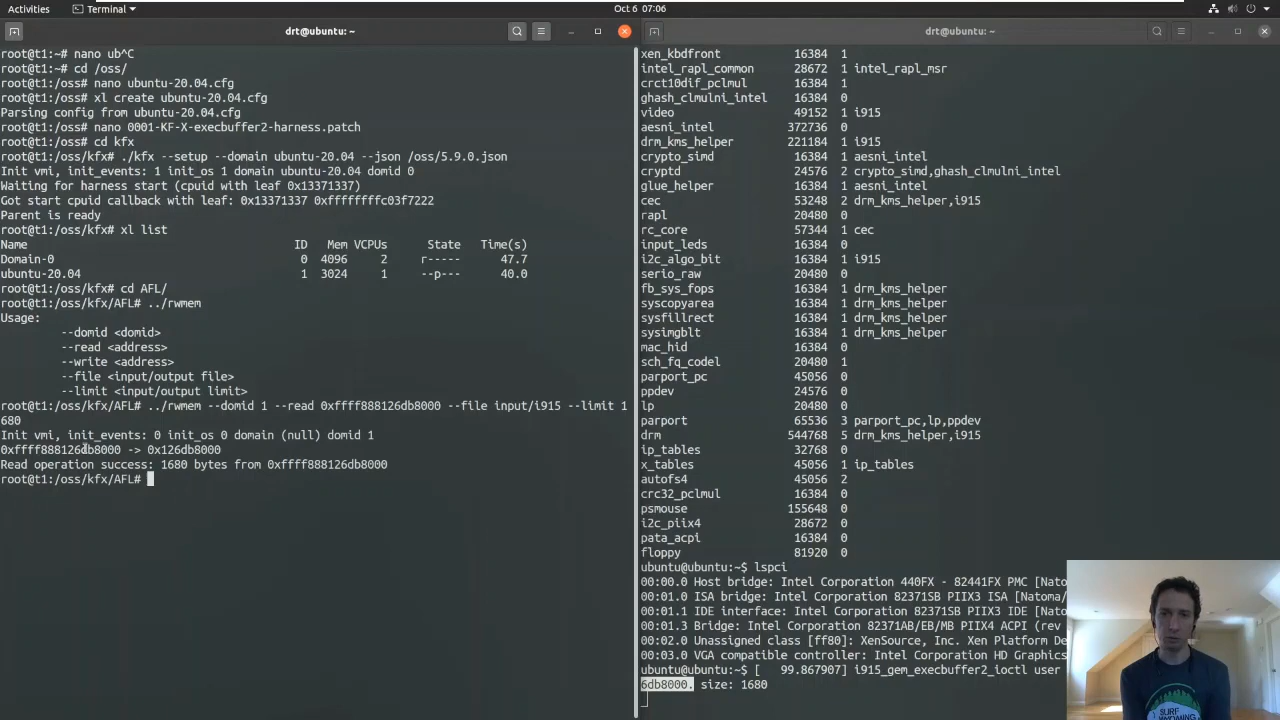 Activities
Terminal
Oct 6 07:06
drt@ubuntu: ~
root@t1:~# nano ub^C
root@t1:~# cd /oss/
root@t1:/oss# nano ubuntu-20.04.cfg
root@t1:/oss# xl create ubuntu-20.04.cfg
Parsing config from ubuntu-20.04.cfg
root@t1:/oss# nano 0001-KF-X-execbuffer2-harness.patch
root@t1:/oss# cd kfx
root@t1:/oss/kfx# ./kfx --setup --domain ubuntu-20.04 --json /oss/5.9.0.json
Init vmi, init_events: 1 init_os 1 domain ubuntu-20.04 domid 0
Waiting for harness start (cpuid with leaf 0x13371337)
Got start cpuid callback with leaf: 0x13371337 0xffffffffc03f7222
Parent is ready
root@t1:/oss/kfx# xl list
Name ID Mem VCPUs State Time(s)
Domain-0 0 4096 2 r----- 47.7
ubuntu-20.04 1 3024 1 --p--- 40.0
root@t1:/oss/kfx# cd AFL/
root@t1:/oss/kfx/AFL# ../rwmem
Usage:
--domid <domid>
--read <address>
--write <address>
--file <input/output file>
--limit <input/output limit>
root@t1:/oss/kfx/AFL# ../rwmem --domid 1 --read 0xffff888126db8000 --file input/i915 --limit 1
680
Init vmi, init_events: 0 init_os 0 domain (null) domid 1
0xffff888126db8000 -> 0x126db8000
Read operation success: 1680 bytes from 0xffff888126db8000
root@t1:/oss/kfx/AFL#
drt@ubuntu: ~
xen_kbdfront 16384 1
intel_rapl_common 28672 1 intel_rapl_msr
crct10dif_pclmul 16384 1
ghash_clmulni_intel 16384 0
video 49152 1 i915
aesni_intel 372736 0
drm_kms_helper 221184 1 i915
crypto_simd 16384 1 aesni_intel
cryptd 24576 2 crypto_simd,ghash_clmulni_intel
glue_helper 16384 1 aesni_intel
cec 53248 2 drm_kms_helper,i915
rapl 20480 0
rc_core 57344 1 cec
input_leds 16384 0
i2c_algo_bit 16384 1 i915
serio_raw 20480 0
fb_sys_fops 16384 1 drm_kms_helper
syscopyarea 16384 1 drm_kms_helper
sysfillrect 16384 1 drm_kms_helper
sysimgblt 16384 1 drm_kms_helper
mac_hid 16384 0
sch_fq_codel 20480 1
parport_pc 45056 0
ppdev 24576 0
lp 20480 0
parport 65536 3 parport_pc,lp,ppdev
drm 544768 5 drm_kms_helper,i915
ip_tables 32768 0
x_tables 45056 1 ip_tables
autofs4 45056 2
crc32_pclmul 16384 0
psmouse 155648 0
i2c_piix4 28672 0
pata_acpi 16384 0
floppy 81920 0
ubuntu@ubuntu:~$ lspci
00:00.0 Host bridge: Intel Corporation 440FX - 82441FX PMC [Nato
00:01.0 ISA bridge: Intel Corporation 82371SB PIIX3 ISA [Natoma/
00:01.1 IDE interface: Intel Corporation 82371SB PIIX3 IDE [Nato
00:01.3 Bridge: Intel Corporation 82371AB/EB/MB PIIX4 ACPI (rev
00:02.0 Unassigned class [ff80]: XenSource, Inc. Xen Platform De
00:03.0 VGA compatible controller: Intel Corporation HD Graphics
ubuntu@ubuntu:~$ [ 99.867907] i915_gem_execbuffer2_ioctl user
6db8000. size: 1680
SURF